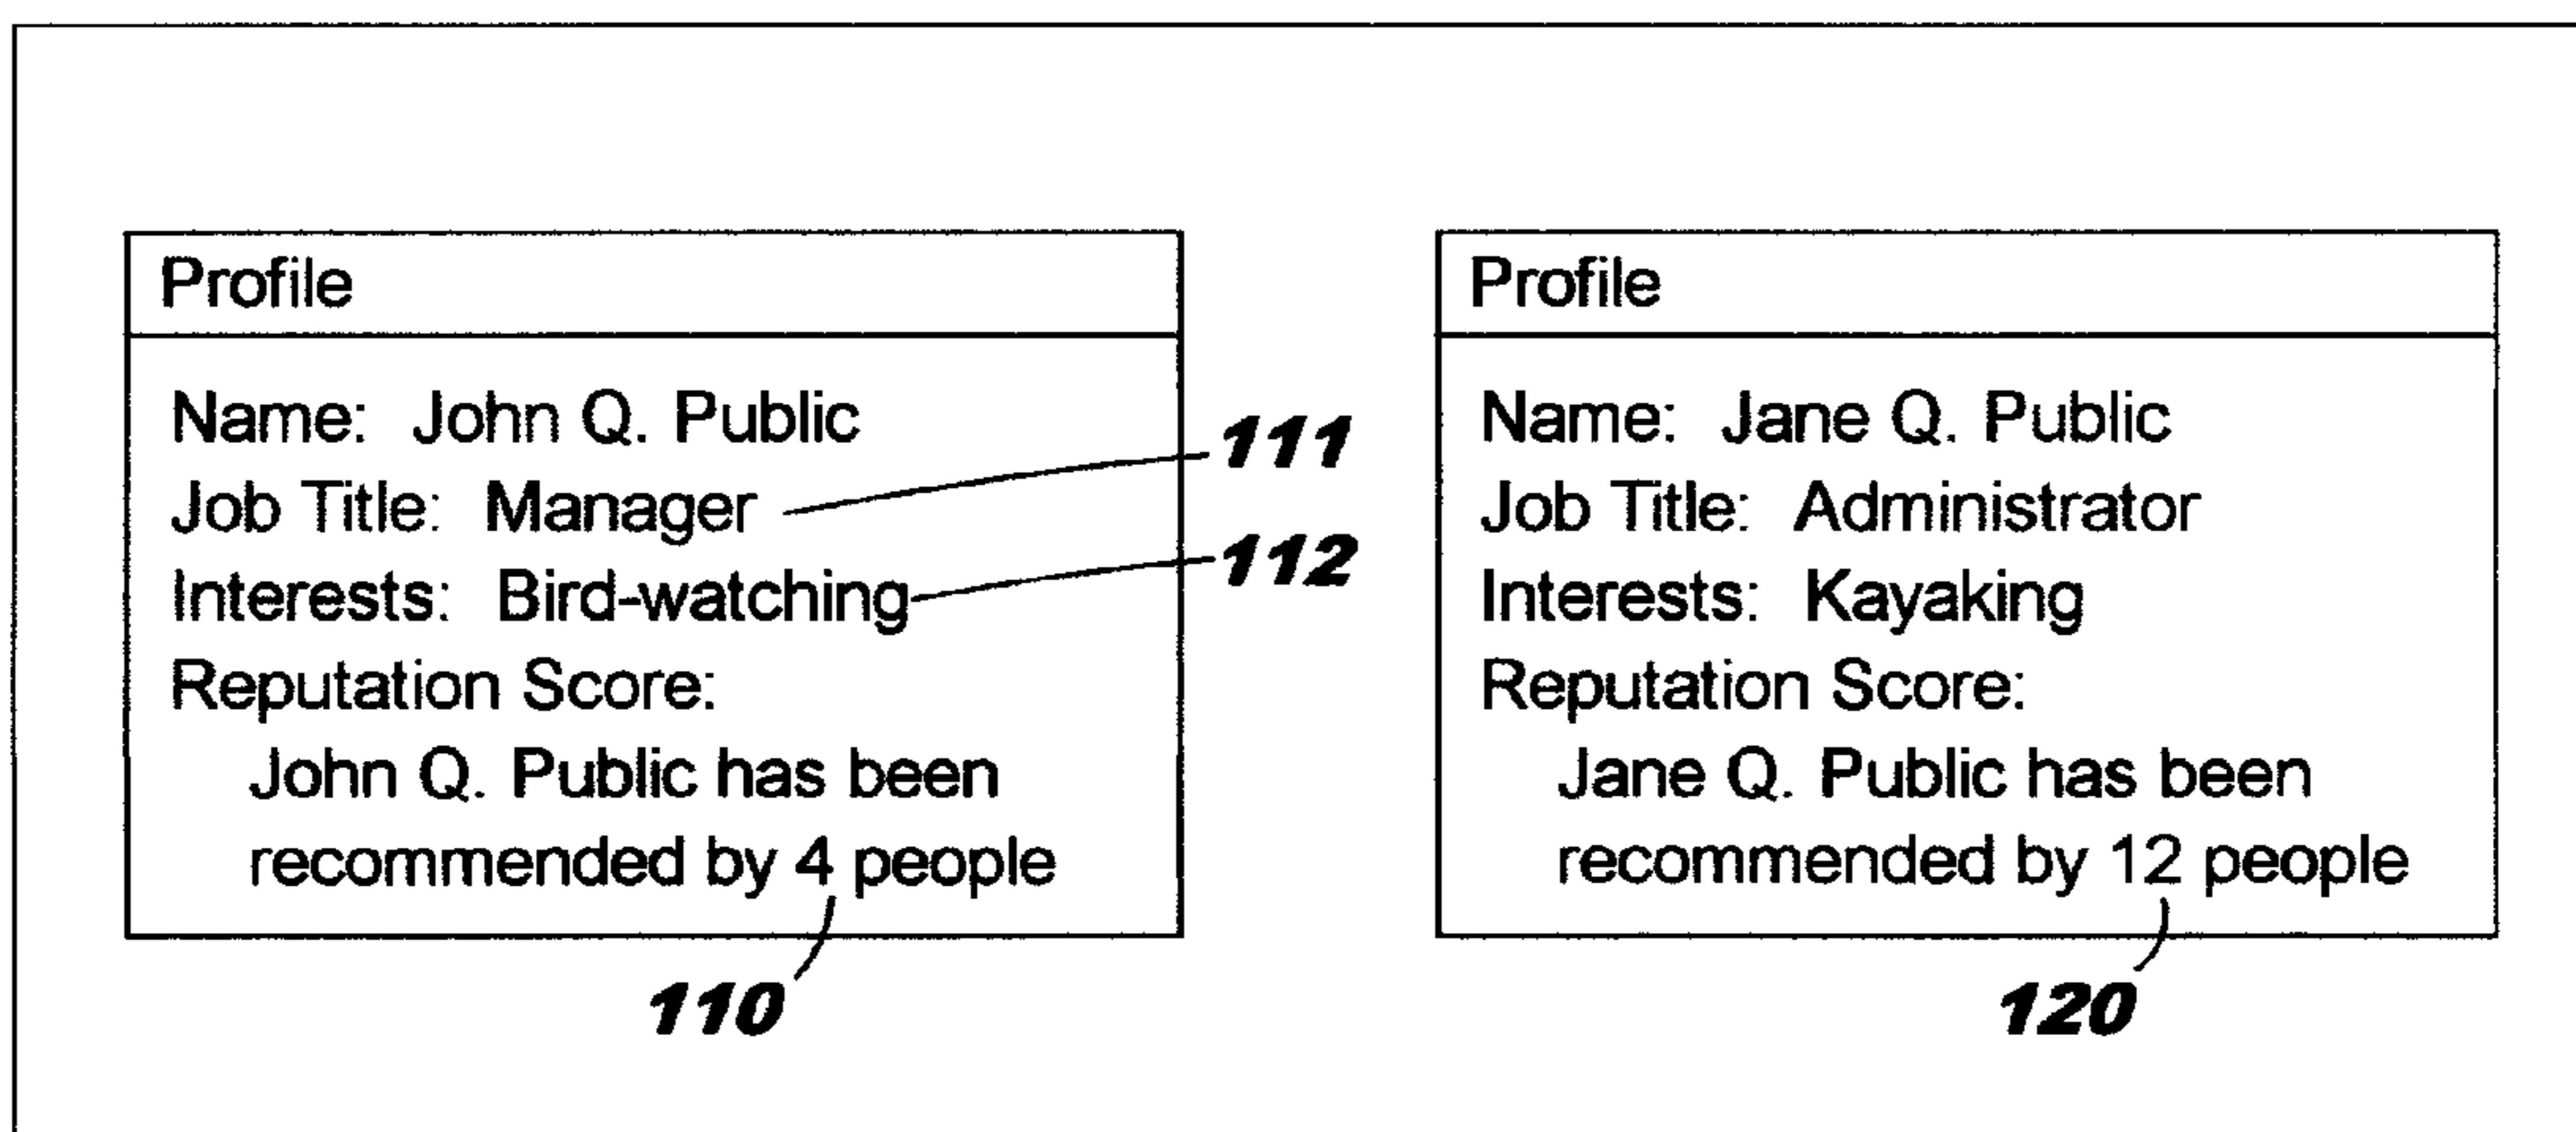 Profile
Name: John Q. Public
Job Title: Manager
Interests: Bird-watching
Reputation Score:
John Q. Public has been
recommended by 4 people
111
112
110
Profile
Name: Jane Q. Public
Job Title: Administrator
Interests: Kayaking
Reputation Score:
Jane Q. Public has been
recommended by 12 people
120